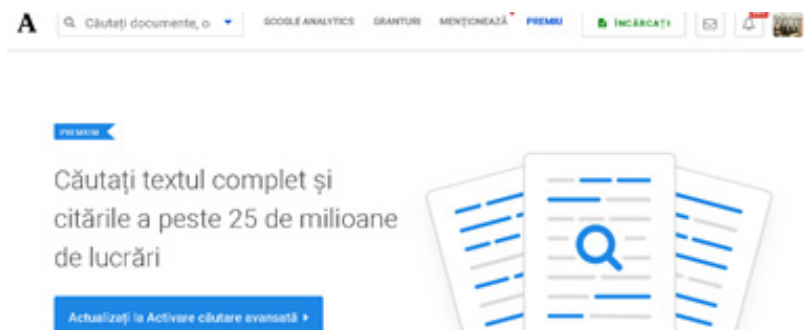 A
Căutați documente, o
GOOGLE ANALYTICS
GRANTURI
MENȚIONEAZĂ
PREMIU
ÎNCĂRCAȚI
PREMIUM
Căutați textul complet și
citările a peste 25 de milioane
de lucrări
Actualizați la Activare căutare avansată